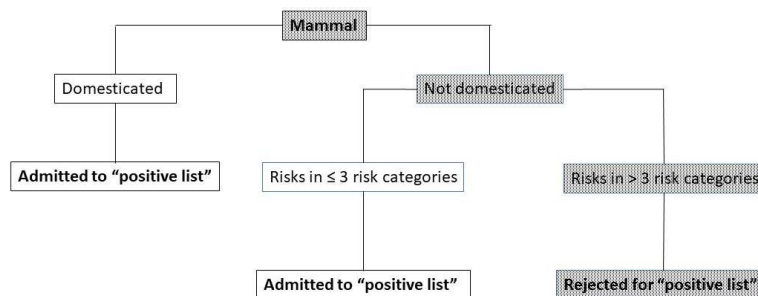 Mammal
Domesticated
Not domesticated
Admitted to “positive list”
Risks in ≤ 3 risk categories
Risks in > 3 risk categories
Admitted to “positive list”
Rejected for “positive list”